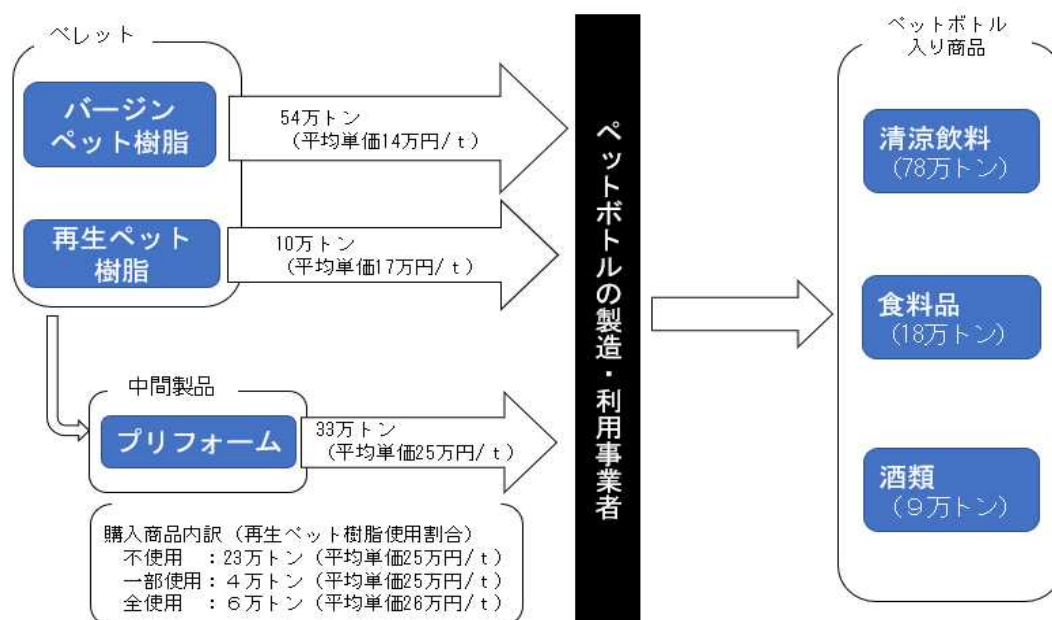 ペレット
バージン
ペット樹脂
54万トン
（平均単価14万円/ｔ）
再生ペット
樹脂
10万トン
（平均単価17万円/ｔ）
中間製品
プリフォーム
33万トン
（平均単価25万円/ｔ）
購入商品内訳（再生ペット樹脂使用割合）
不使用　：23万トン（平均単価25万円/ｔ）
一部使用：４万トン（平均単価25万円/ｔ）
全使用　：６万トン（平均単価26万円/ｔ）
ペットボトルの製造・利用事業者
ペットボトル
入り商品
清涼飲料
（78万トン）
食料品
（18万トン）
酒類
（９万トン）